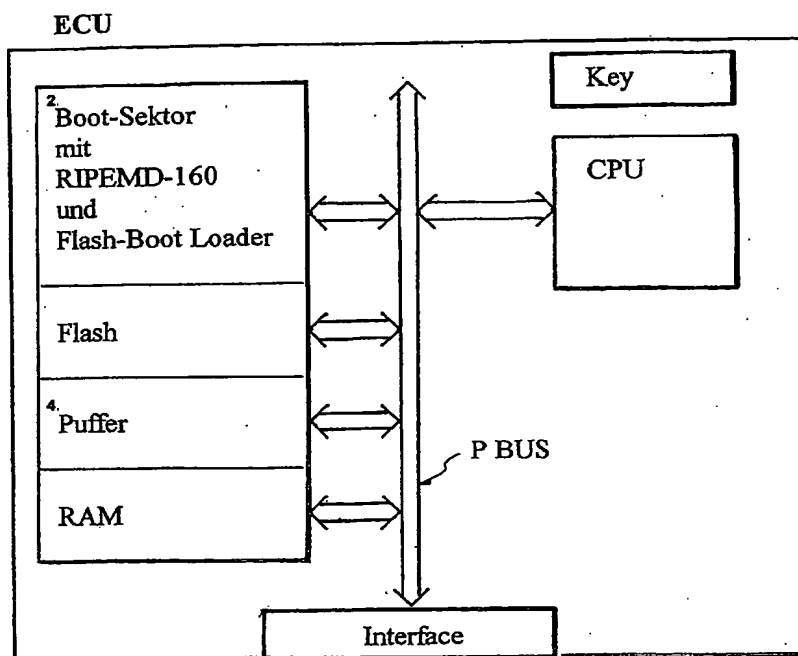 ECU
2.
Boot-Sektor
mit
RIPEMD-160
und
Flash-Boot Loader
Flash
4.
Puffer
RAM
Key
CPU
P BUS
Interface